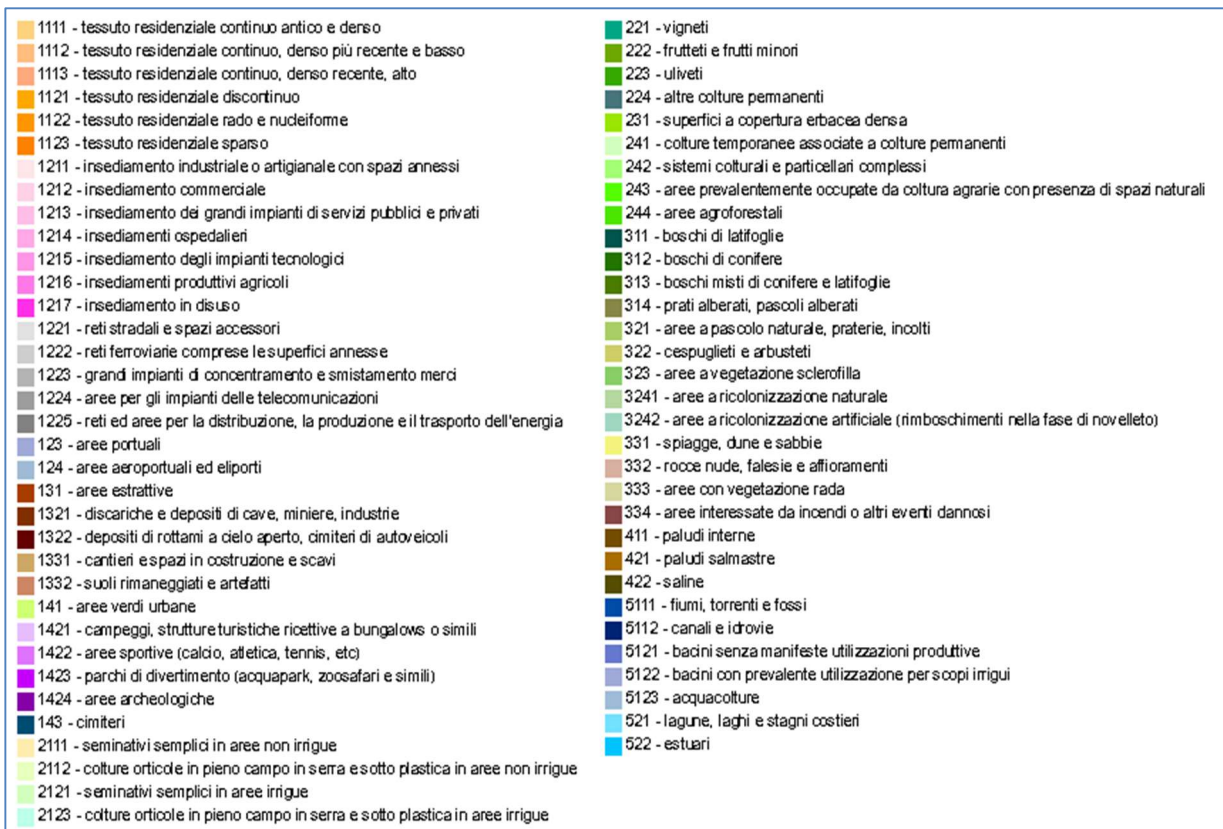 1111 - tessuto residenziale continuo antico e denso
1112 - tessuto residenziale continuo, denso più recente e basso
1113 - tessuto residenziale continuo, denso recente, alto
1121 - tessuto residenziale discontinuo
1122 - tessuto residenziale rado e nucleiforme
1123 - tessuto residenziale sparso
1211 - insediamento industriale o artigianale con spazi annessi
1212 - insediamento commerciale
1213 - insediamento dei grandi impianti di servizi pubblici e privati
1214 - insediamenti ospedalieri
1215 - insediamento degli impianti tecnologici
1216 - insediamenti produttivi agricoli
1217 - insediamento in disuso
1221 - reti stradali e spazi accessori
1222 - reti ferroviarie comprese le superfici annesse
1223 - grandi impianti di concentramento e smistamento merci
1224 - aree per gli impianti delle telecomunicazioni
1225 - reti ed aree per la distribuzione, la produzione e il trasporto dell'energia
123 - aree portuali
124 - aree aeroportuali ed eliporti
131 - aree estrattive
1321 - discariche e depositi di cave, miniere, industrie
1322 - depositi di rottami a cielo aperto, cimiteri di autoveicoli
1331 - cantieri e spazi in costruzione e scavi
1332 - suoli rimaneggiati e artefatti
141 - aree verdi urbane
1421 - campeggi, strutture turistiche ricettive a bungalows o simili
1422 - aree sportive (calcio, atletica, tennis, etc)
1423 - parchi di divertimento (acquapark, zoosafari e simili)
1424 - aree archeologiche
143 - cimiteri
2111 - seminativi semplici in aree non irrigue
2112 - colture orticole in pieno campo in serra e sotto plastica in aree non irrigue
2121 - seminativi semplici in aree irrigue
2123 - colture orticole in pieno campo in serra e sotto plastica in aree irrigue
221 - vigneti
222 - frutteti e frutti minori
223 - uliveti
224 - altre colture permanenti
231 - superfici a copertura erbacea densa
241 - colture temporanee associate a colture permanenti
242 - sistemi colturali e particellari complessi
243 - aree prevalentemente occupate da coltura agrarie con presenza di spazi naturali
244 - aree agroforestali
311 - boschi di latifoglie
312 - boschi di conifere
313 - boschi misti di conifere e latifoglie
314 - prati alberati, pascoli alberati
321 - aree a pascolo naturale, praterie, incolti
322 - cespuglieti e arbusteti
323 - aree a vegetazione sclerofilla
3241 - aree a ricolonizzazione naturale
3242 - aree a ricolonizzazione artificiale (rimboschimenti nella fase di novelleto)
331 - spiagge, dune e sabbie
332 - rocce nude, falesie e affioramenti
333 - aree con vegetazione rada
334 - aree interessate da incendi o altri eventi dannosi
411 - paludi interne
421 - paludi salmastre
422 - saline
5111 - fiumi, torrenti e fossi
5112 - canali e idrovie
5121 - bacini senza manifeste utilizzazioni produttive
5122 - bacini con prevalente utilizzazione per scopi irrigui
5123 - acquacolture
521 - lagune, laghi e stagni costieri
522 - estuari